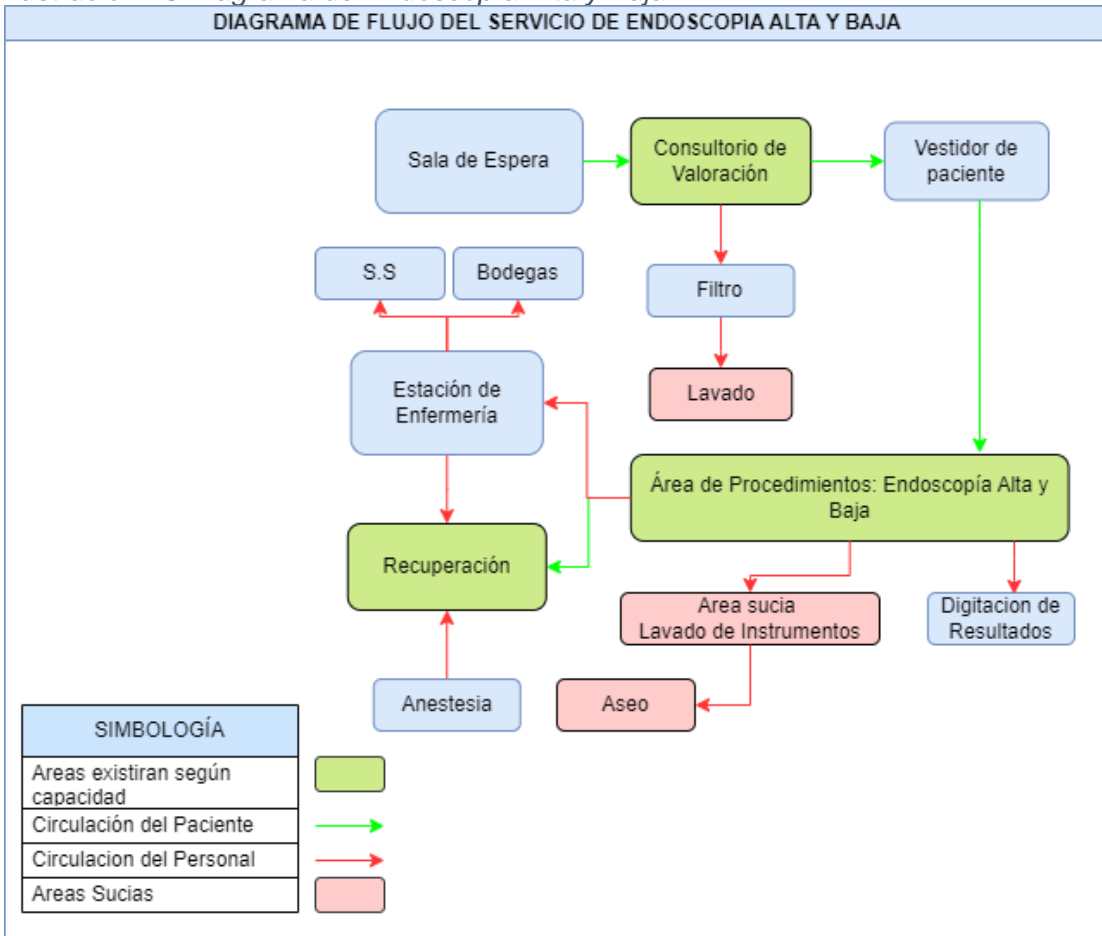 DIAGRAMA DE FLUJO DEL SERVICIO DE ENDOSCOPIA ALTA Y BAJA
Sala de Espera
Consultorio de
Valoración
Vestidor de
paciente
S.S
Bodegas
Filtro
Estación de
Enfermería
Lavado
Área de Procedimientos: Endoscopía Alta y
Baja
Recuperación
Area sucia
Lavado de Instrumentos
Digitacion de
Resultados
Anestesia
Aseo
SIMBOLOGÍA
Areas existiran según
capacidad
Circulación del Paciente
Circulacion del Personal
Areas Sucias